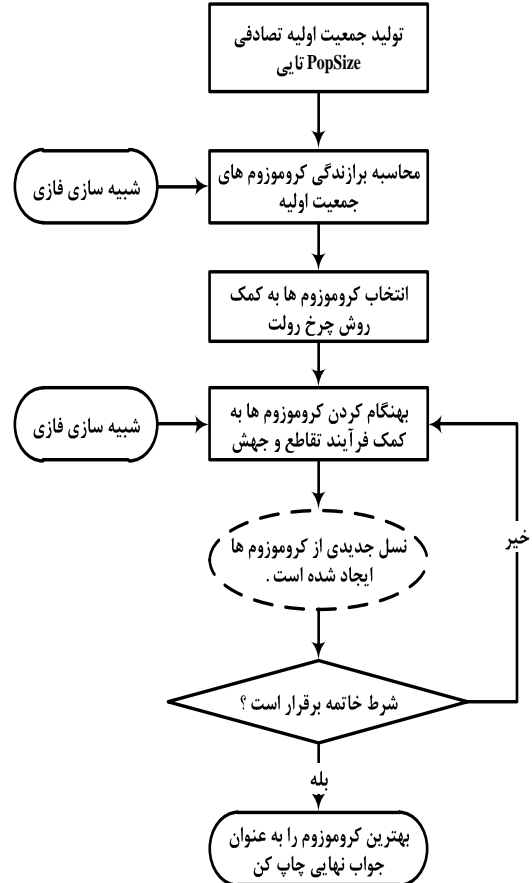 تولید جمعیت اولیه تصادفی
PopSize تایی
شبیه سازی فازی
محاسبه برازندگی کروموزوم های
جمعیت اولیه
انتخاب کروموزوم ها به کمک
روش چرخ رولت
شبیه سازی فازی
بهنگام کردن کروموزوم ها به
کمک فرآیند تقاطع و جهش
نسل جدیدی از کروموزوم ها
ایجاد شده است .
خیر
شرط خاتمه برقرار است ؟
بله
بهترین کروموزوم را به عنوان
جواب نهایی چاپ کن